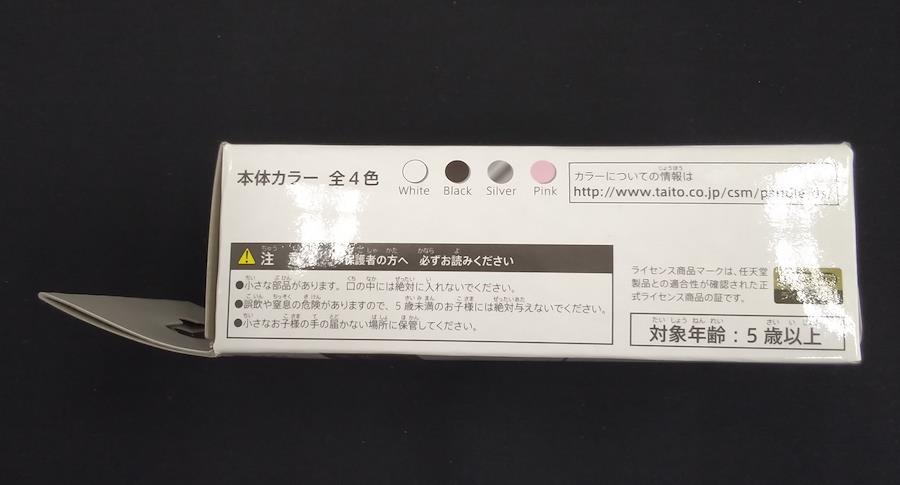 本体カラー 全4色
White Black Silver Pink
カラーについての情報は
http://www.taito.co.jp/csm/paddle-ds/
注 保護者の方へ 必ずお読みください
●小さな部品があります。口の中には絶対に入れないでください。
●誤飲や窒息の危険がありますので、5歳未満のお子様には絶対与えないでください。
●小さなお子様の手の届かない場所に保管してください。
ライセンス商品マークは、任天堂
製品との適合性が確認された正
式ライセンス商品の証です。
対象年齢:5歳以上